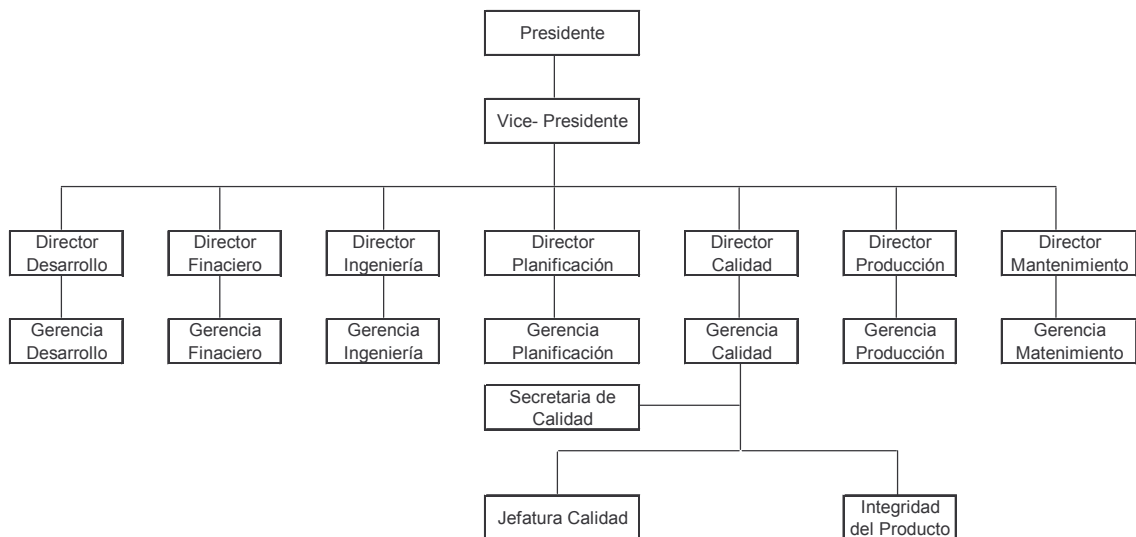 Presidente
Vice- Presidente
Director
Desarrollo
Director
Finaciero
Director
Ingeniería
Director
Planificación
Director
Calidad
Director
Producción
Director
Mantenimiento
Gerencia
Desarrollo
Gerencia
Finaciero
Gerencia
Ingeniería
Gerencia
Planificación
Gerencia
Calidad
Gerencia
Producción
Gerencia
Matenimiento
Secretaria de
Calidad
Jefatura Calidad
Integridad
del Producto